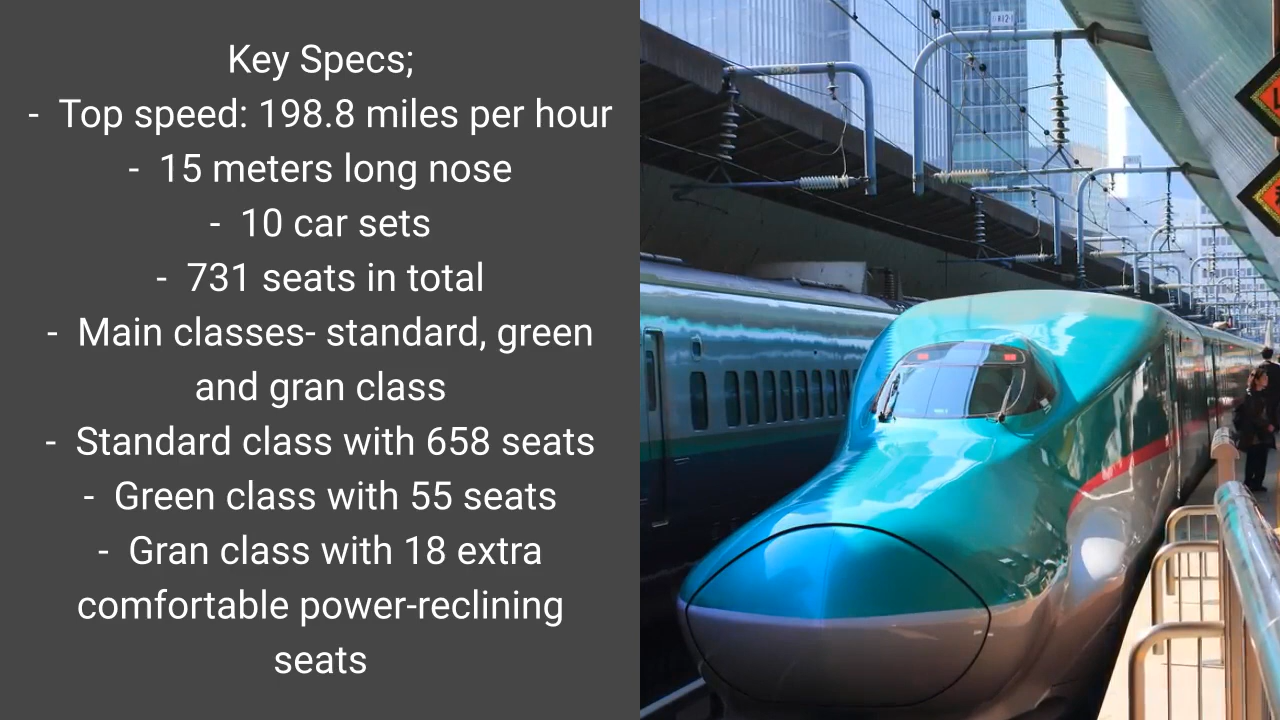 Key Specs;
- Top speed: 198.8 miles per hour
- 15 meters long nose
- 10 car sets
- 731 seats in total
- Main classes- standard, green
and gran class
- Standard class with 658 seats
- Green class with 55 seats
- Gran class with 18 extra
comfortable power-reclining
seats